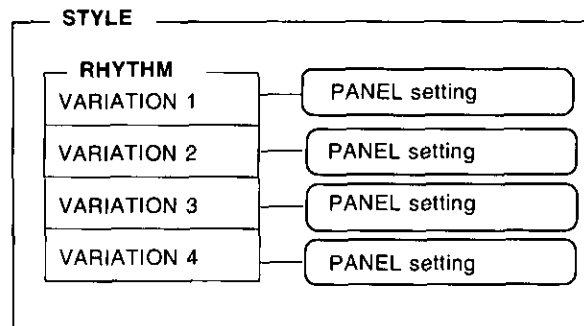 STYLE
RHYTHM
VARIATION 1 PANEL setting
VARIATION 2 PANEL setting
VARIATION 3 PANEL setting
VARIATION 4 PANEL setting